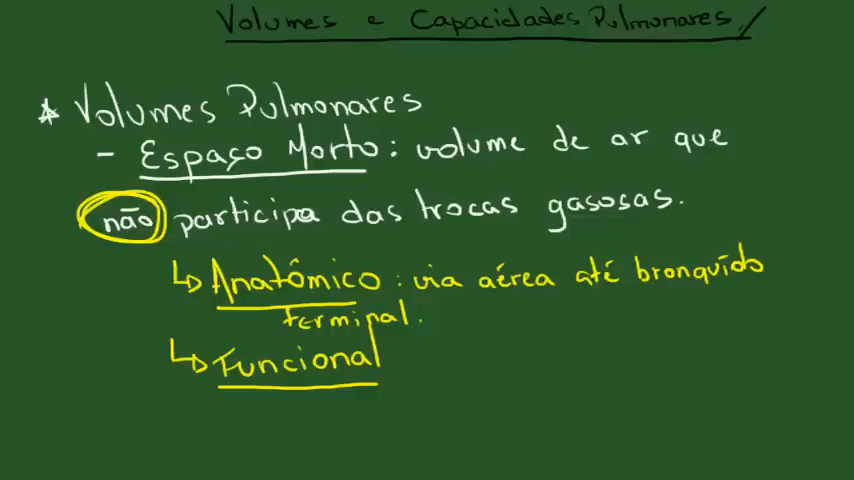 Volumes e Capacidades Pulmonares
Volumes Pulmonares
- Espaço Morto: volume de ar que
não participa das trocas gasosas.
↳ Anatômico: via aérea até bronquíolo
terminal.
↳ Funcional